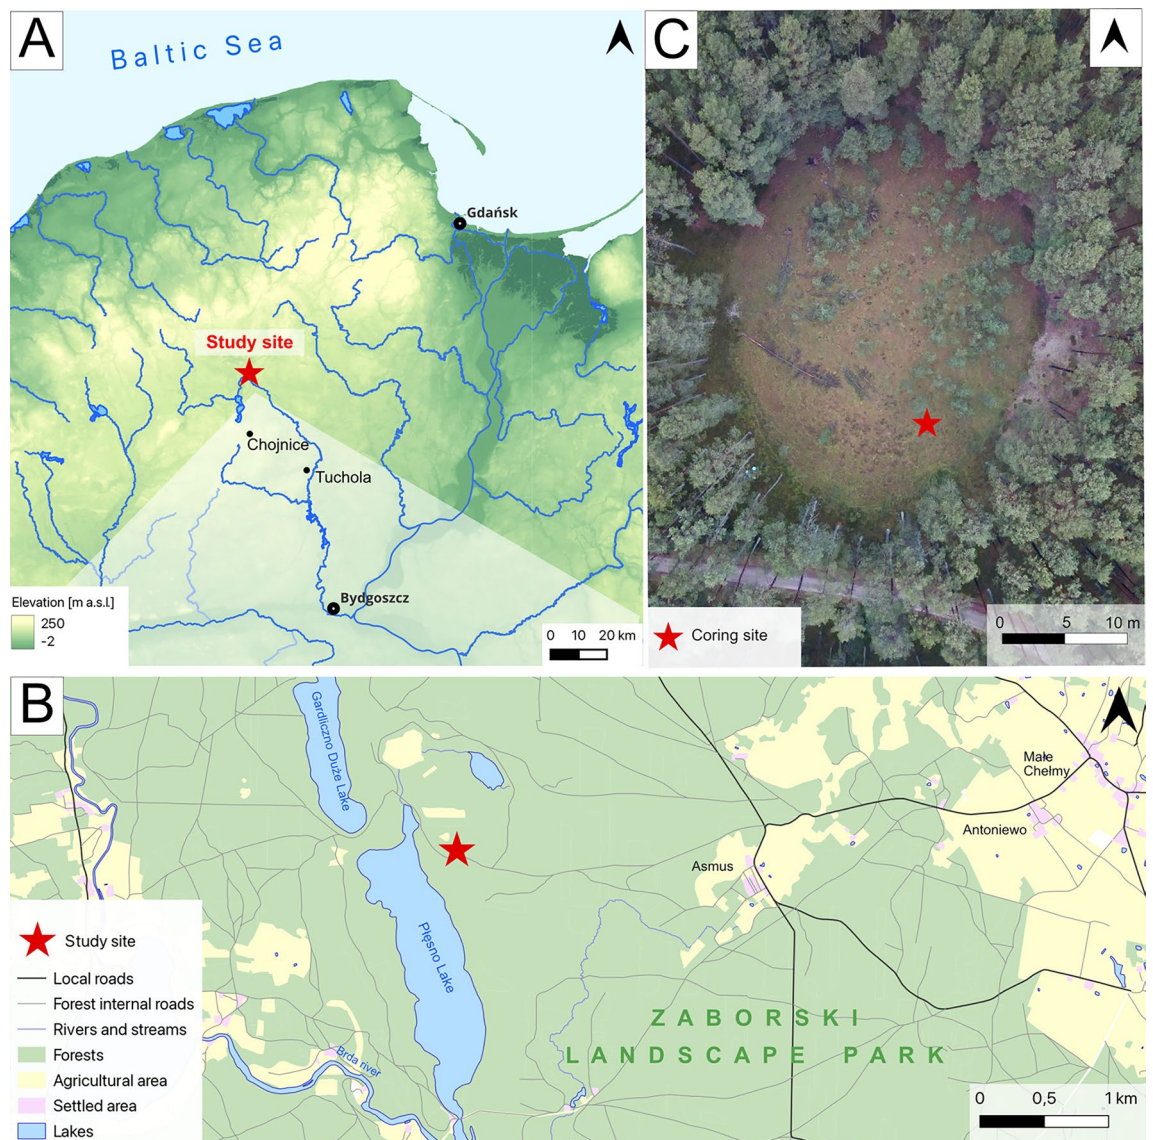 A
Baltic Sea
Gdańsk
Study site
Chojnice
Tuchola
Bydgoszcz
Elevation [m a.s.l.]
250
-2
0 10 20 km
C
Coring site
0 5 10 m
B
Gardliczno Duże Lake
Małe
Chełmy
Antoniewo
Asmus
Płęsno Lake
Brda river
ZABORSKI
LANDSCAPE PARK
Study site
Local roads
Forest internal roads
Rivers and streams
Forests
Agricultural area
Settled area
Lakes
0 0,5 1 km